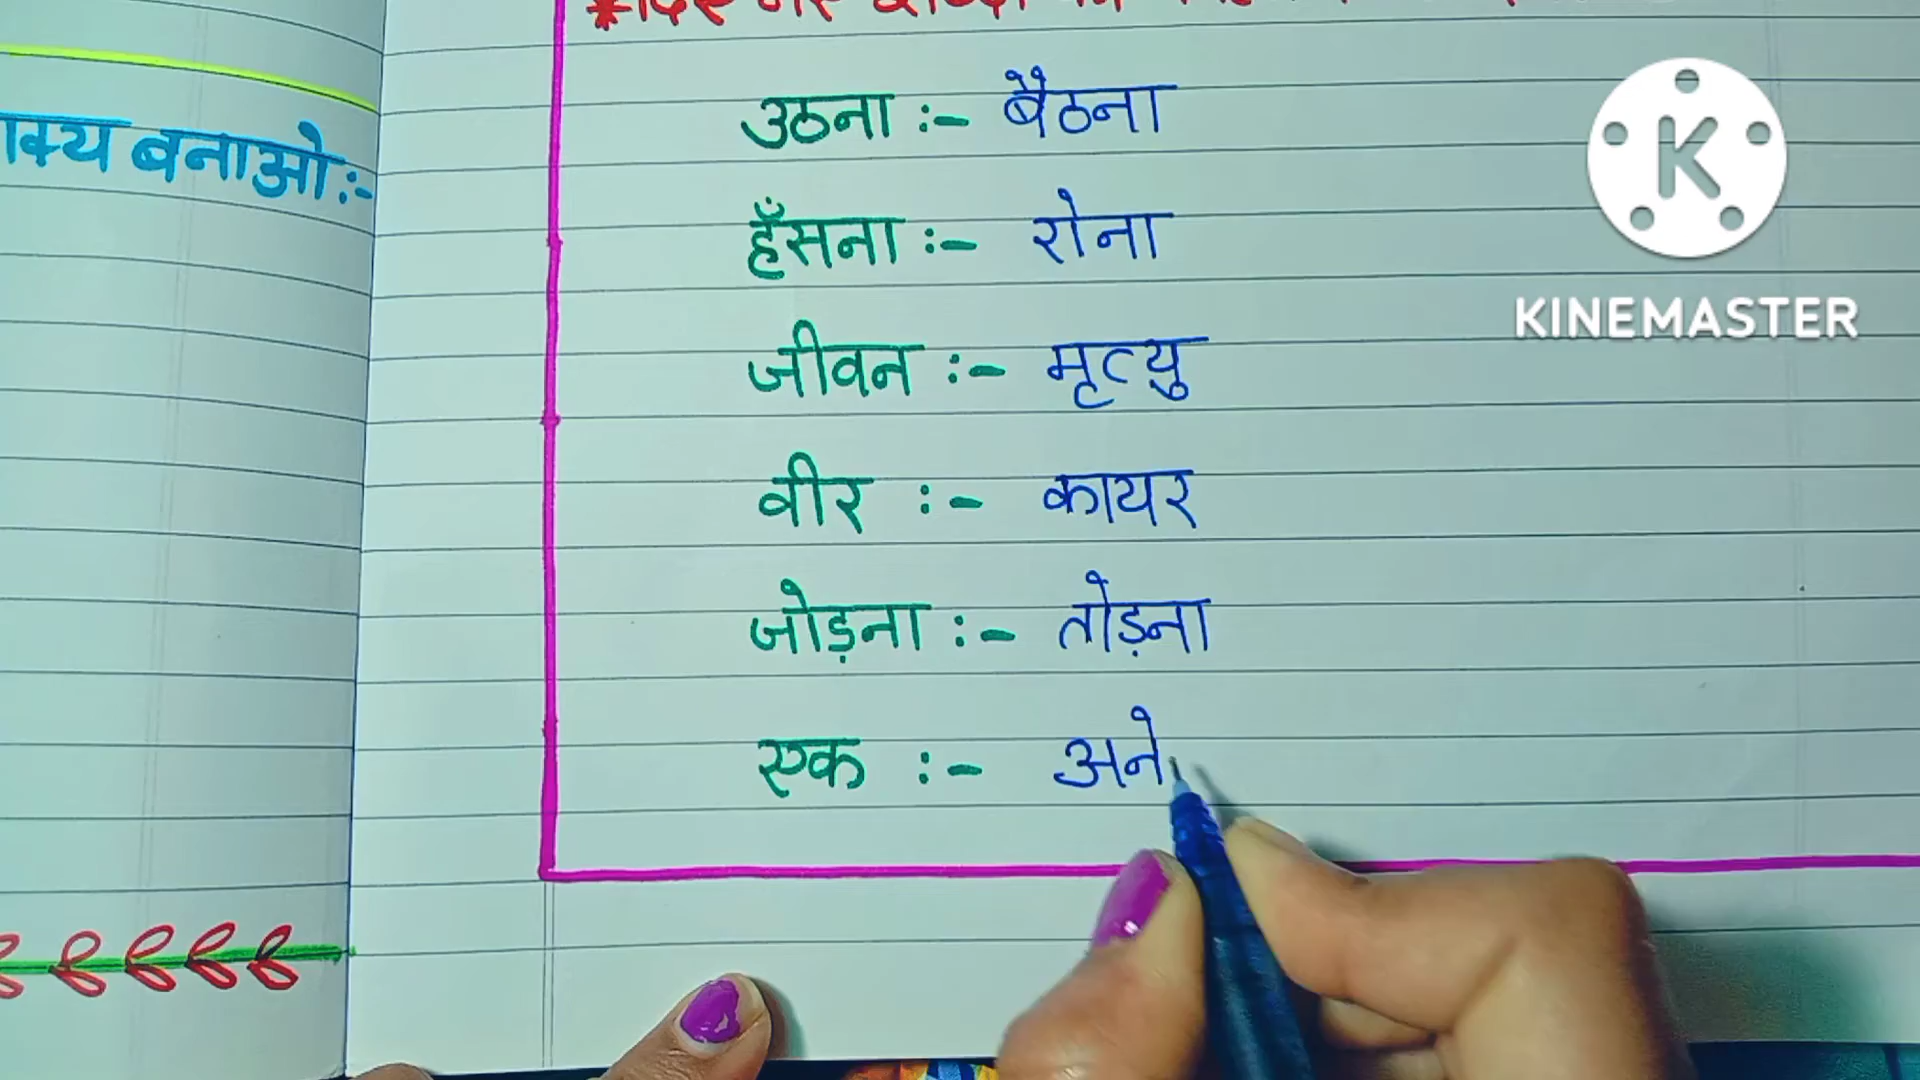 बनाओ:-
उठना :- बैठना
हँसना :- रोना
जीवन :- मृत्यु
वीर :- कायर
जोड़ना :- तोड़ना
एक :- अने
KINEMASTER